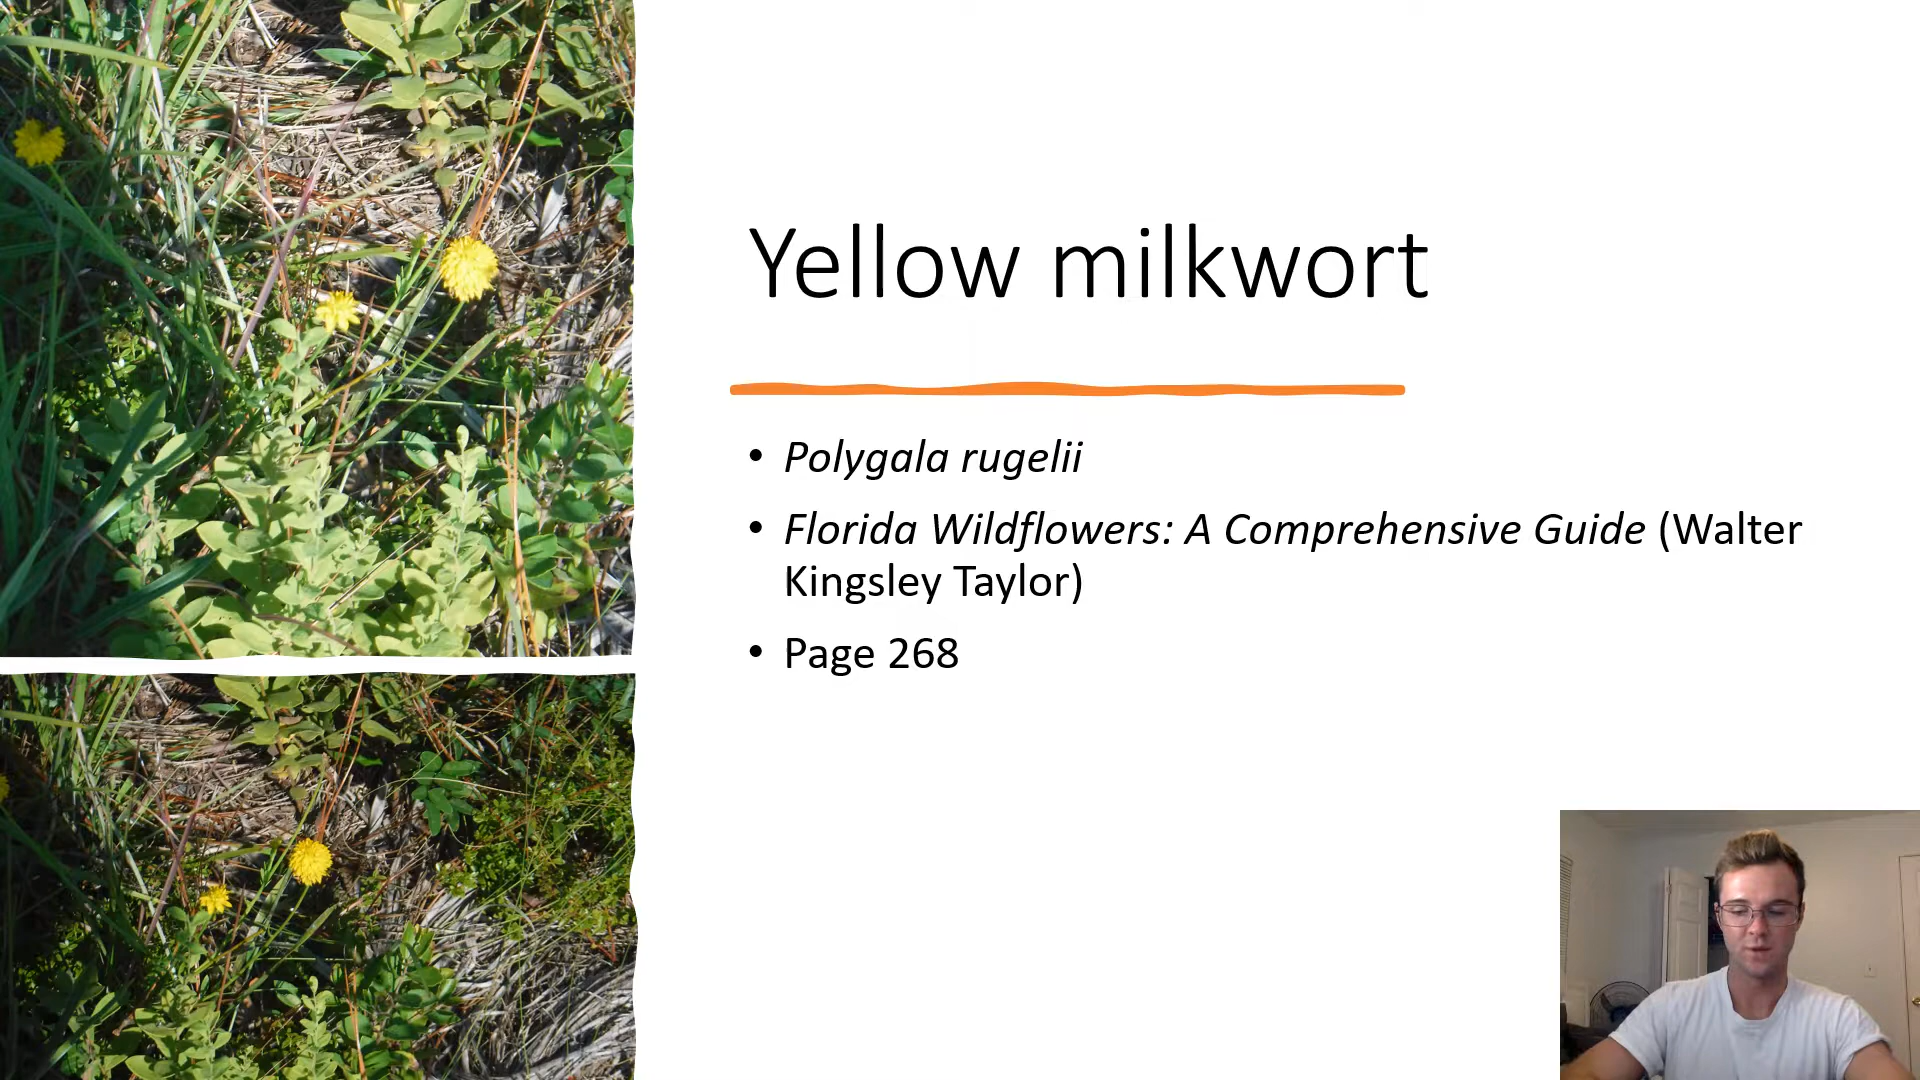 Yellow milkwort
• Polygala rugelii
• Florida Wildflowers: A Comprehensive Guide (Walter
Kingsley Taylor)
• Page 268